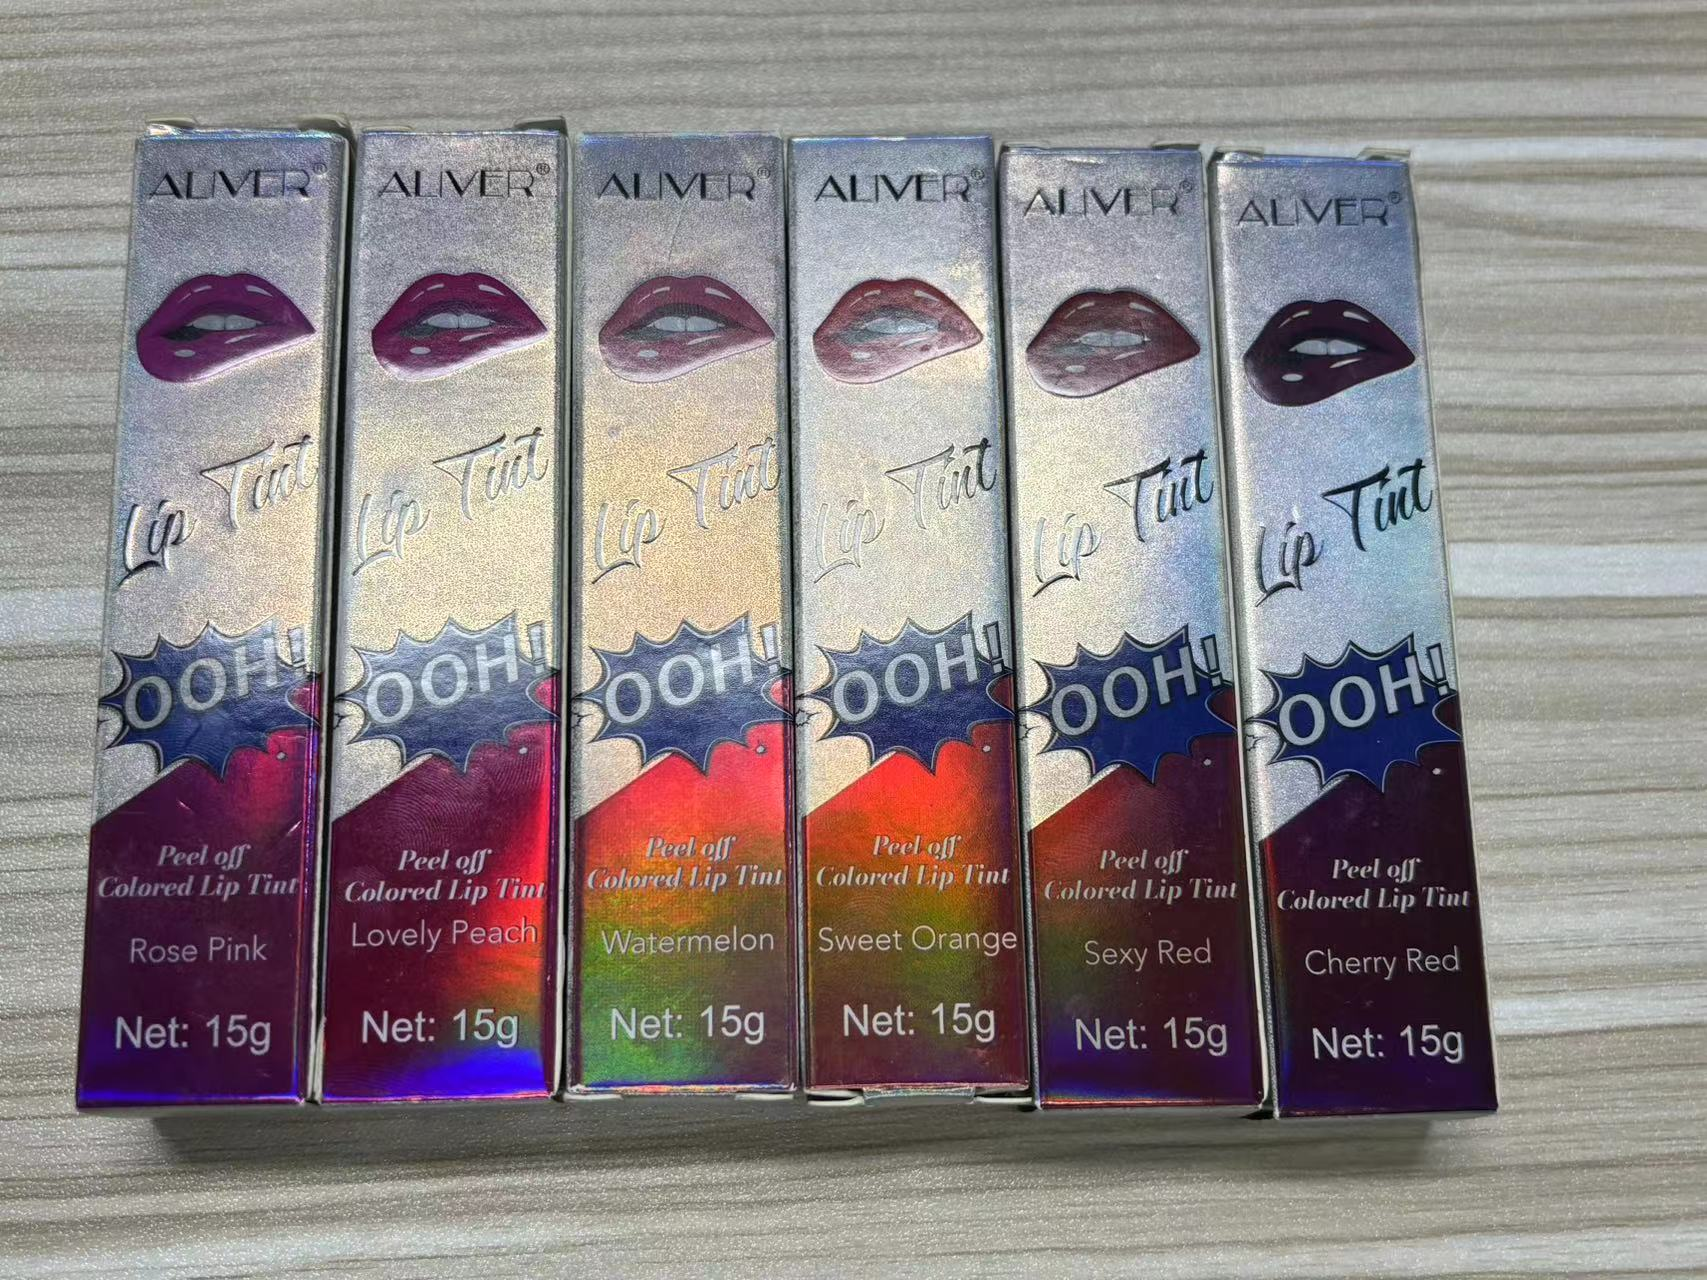 ALIVER®
Lip Tint
OOH!
Peel off
Colored Lip Tint
Rose Pink
Net: 15g
ALIVER®
Lip Tint
OOH!
Peel off
Colored Lip Tint
Lovely Peach
Net: 15g
ALIVER®
Lip Tint
OOH!
Peel off
Colored Lip Tint
Watermelon
Net: 15g
ALIVER®
Lip Tint
OOH!
Peel off
Colored Lip Tint
Sweet Orange
Net: 15g
ALIVER®
Lip Tint
OOH!
Peel off
Colored Lip Tint
Sexy Red
Net: 15g
ALIVER®
Lip Tint
OOH!
Peel off
Colored Lip Tint
Cherry Red
Net: 15g